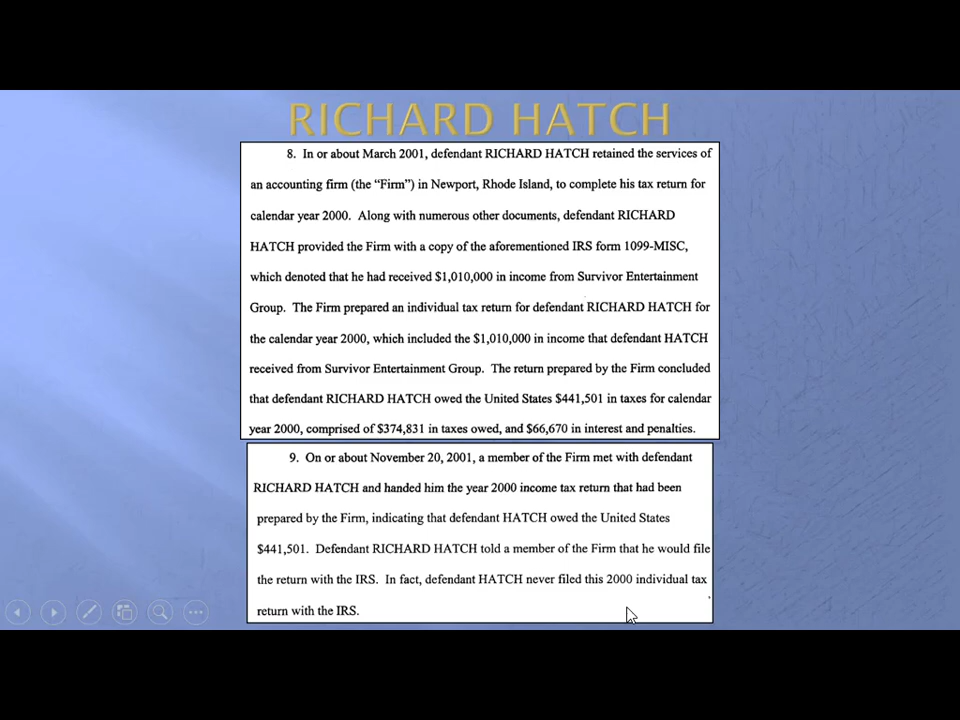 RICHARD HATCH
8. In or about March 2001, defendant RICHARD HATCH retained the services of
an accounting firm (the “Firm”) in Newport, Rhode Island, to complete his tax return for
calendar year 2000. Along with numerous other documents, defendant RICHARD
HATCH provided the Firm with a copy of the aforementioned IRS form 1099-MISC,
which denoted that he had received $1,010,000 in income from Survivor Entertainment
Group. The Firm prepared an individual tax return for defendant RICHARD HATCH for
the calendar year 2000, which included the $1,010,000 in income that defendant HATCH
received from Survivor Entertainment Group. The return prepared by the Firm concluded
that defendant RICHARD HATCH owed the United States $441,501 in taxes for calendar
year 2000, comprised of $374,831 in taxes owed, and $66,670 in interest and penalties.
9. On or about November 20, 2001, a member of the Firm met with defendant
RICHARD HATCH and handed him the year 2000 income tax return that had been
prepared by the Firm, indicating that defendant HATCH owed the United States
$441,501. Defendant RICHARD HATCH told a member of the Firm that he would file
the return with the IRS. In fact, defendant HATCH never filed this 2000 individual tax
return with the IRS.